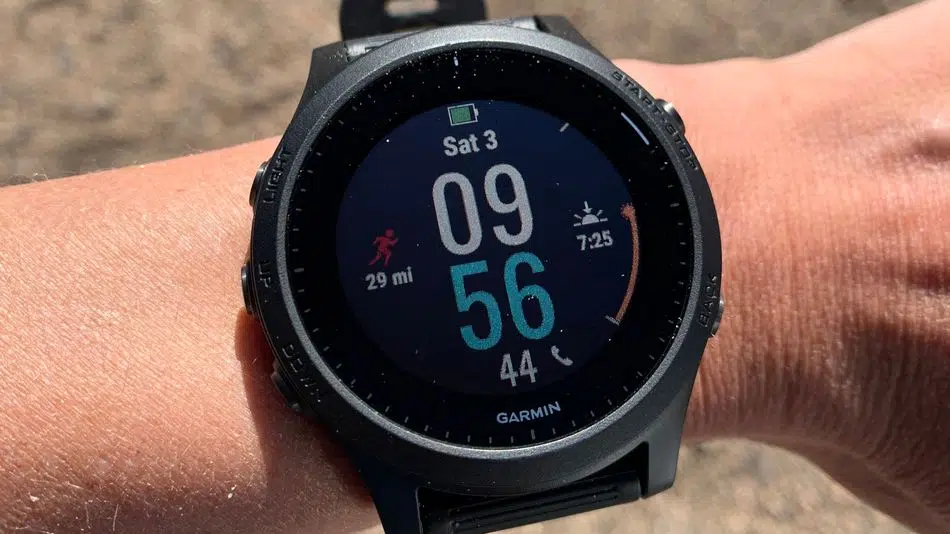 START STOP
LIGHT
Sat 3
09
7:25
29 mi
56
UP
BACK
DOWN
44
GARMIN